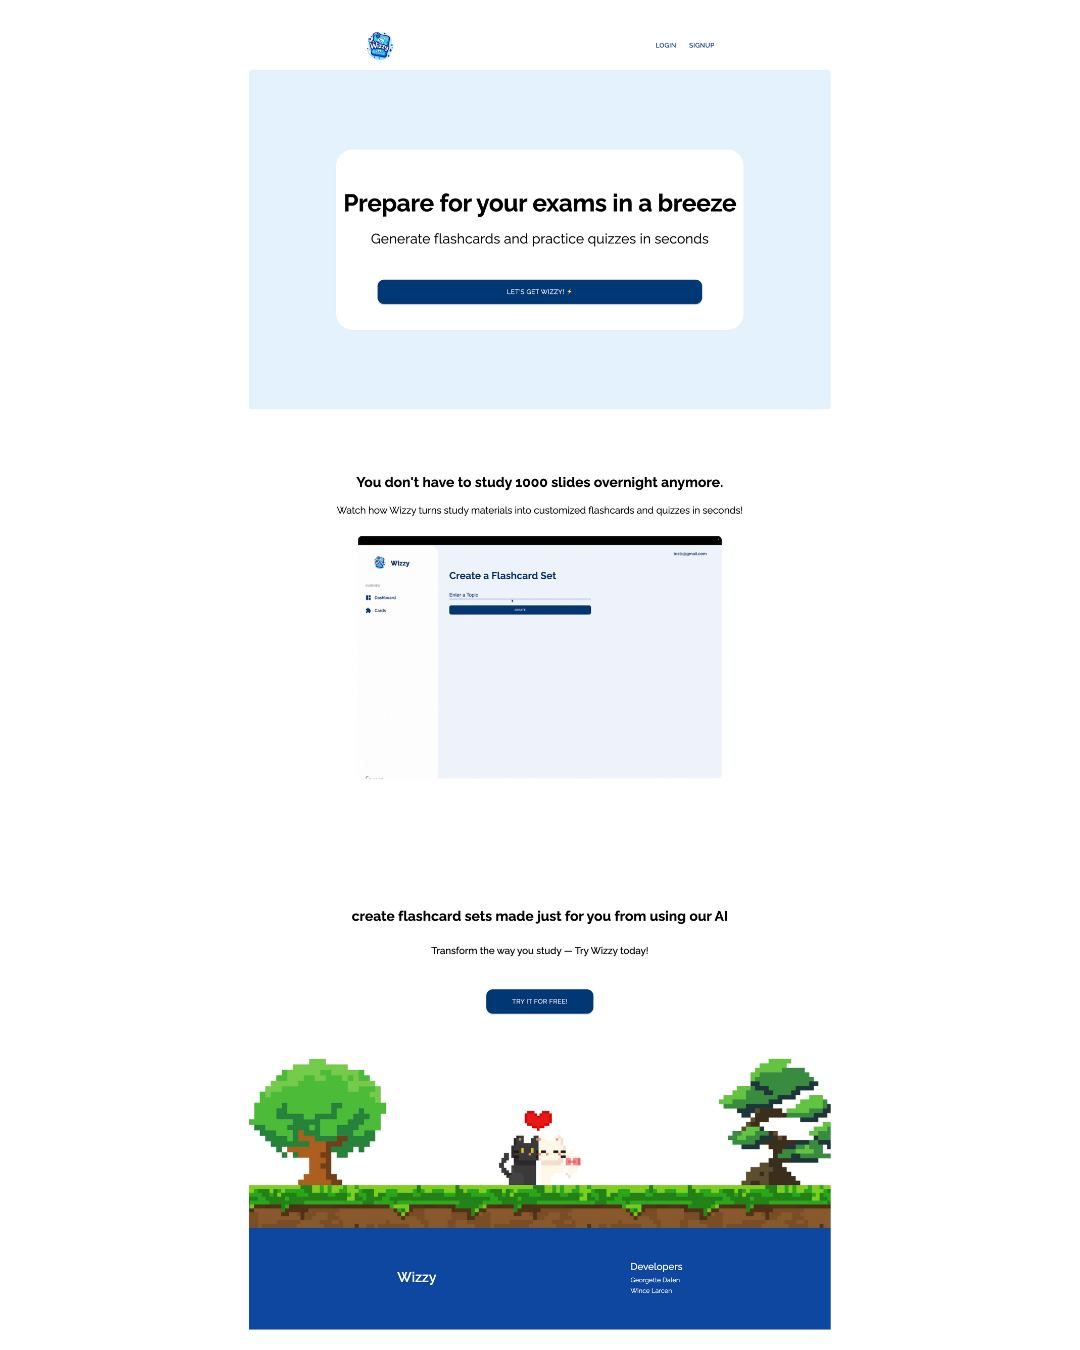 Wizzy
LOGIN SIGNUP
Prepare for your exams in a breeze
Generate flashcards and practice quizzes in seconds
LET'S GET WIZZY! ⚡
You don't have to study 1000 slides overnight anymore.
Watch how Wizzy turns study materials into customized flashcards and quizzes in seconds!
Wizzy
Dashboard
Cards
Create a Flashcard Set
Enter a Topic
create flashcard sets made just for you from using our AI
Transform the way you study — Try Wizzy today!
TRY IT FOR FREE!
Wizzy
Developers
Georgette Dalen
Wince Larcen